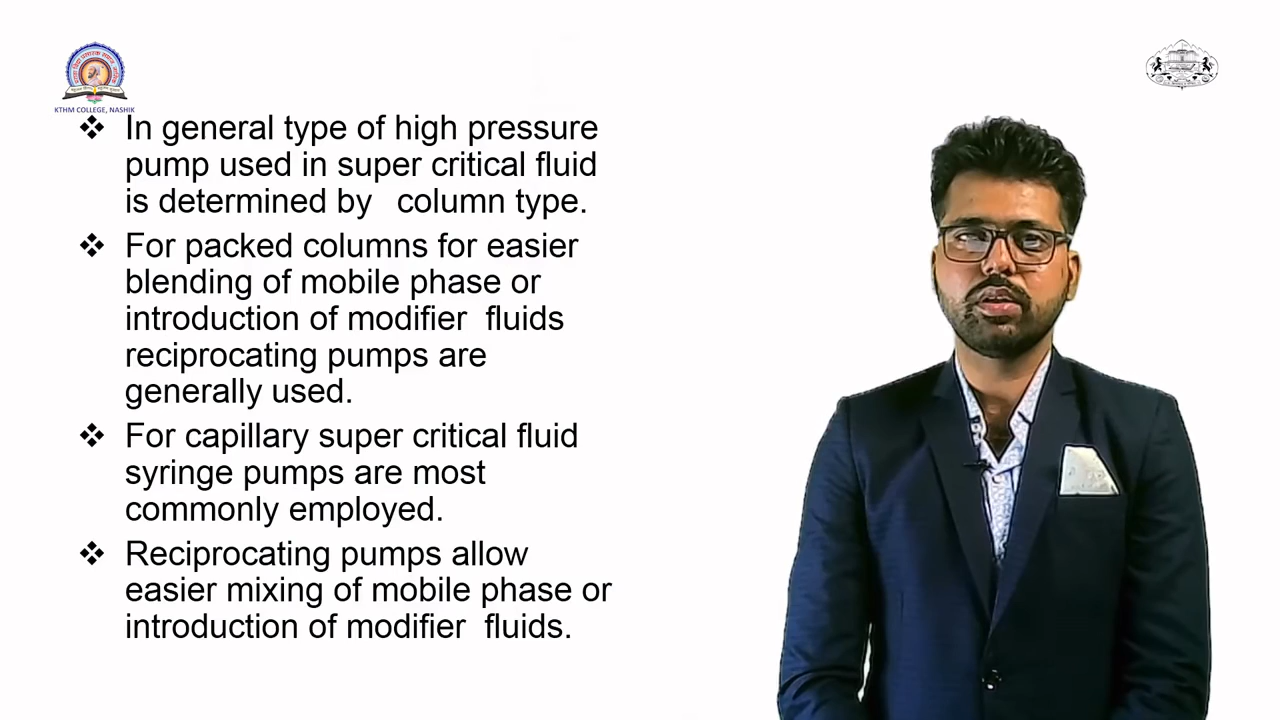 KTHM COLLEGE, NASHIK
❖ In general type of high pressure
pump used in super critical fluid
is determined by   column type.
❖ For packed columns for easier
blending of mobile phase or
introduction of modifier  fluids
reciprocating pumps are
generally used.
❖ For capillary super critical fluid
syringe pumps are most
commonly employed.
❖ Reciprocating pumps allow
easier mixing of mobile phase or
introduction of modifier  fluids.